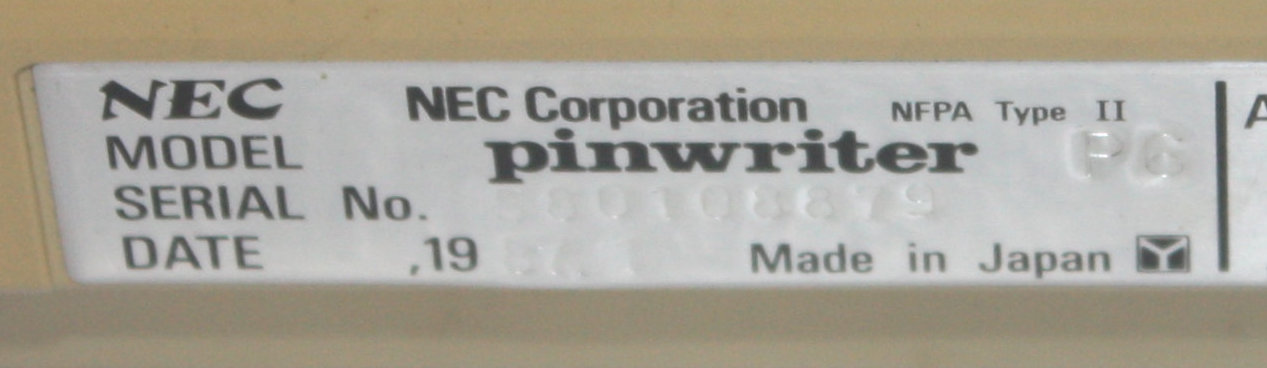 NEC NEC Corporation NFPA Type II
MODEL pinwriter P6
SERIAL No.
DATE ,19 Made in Japan